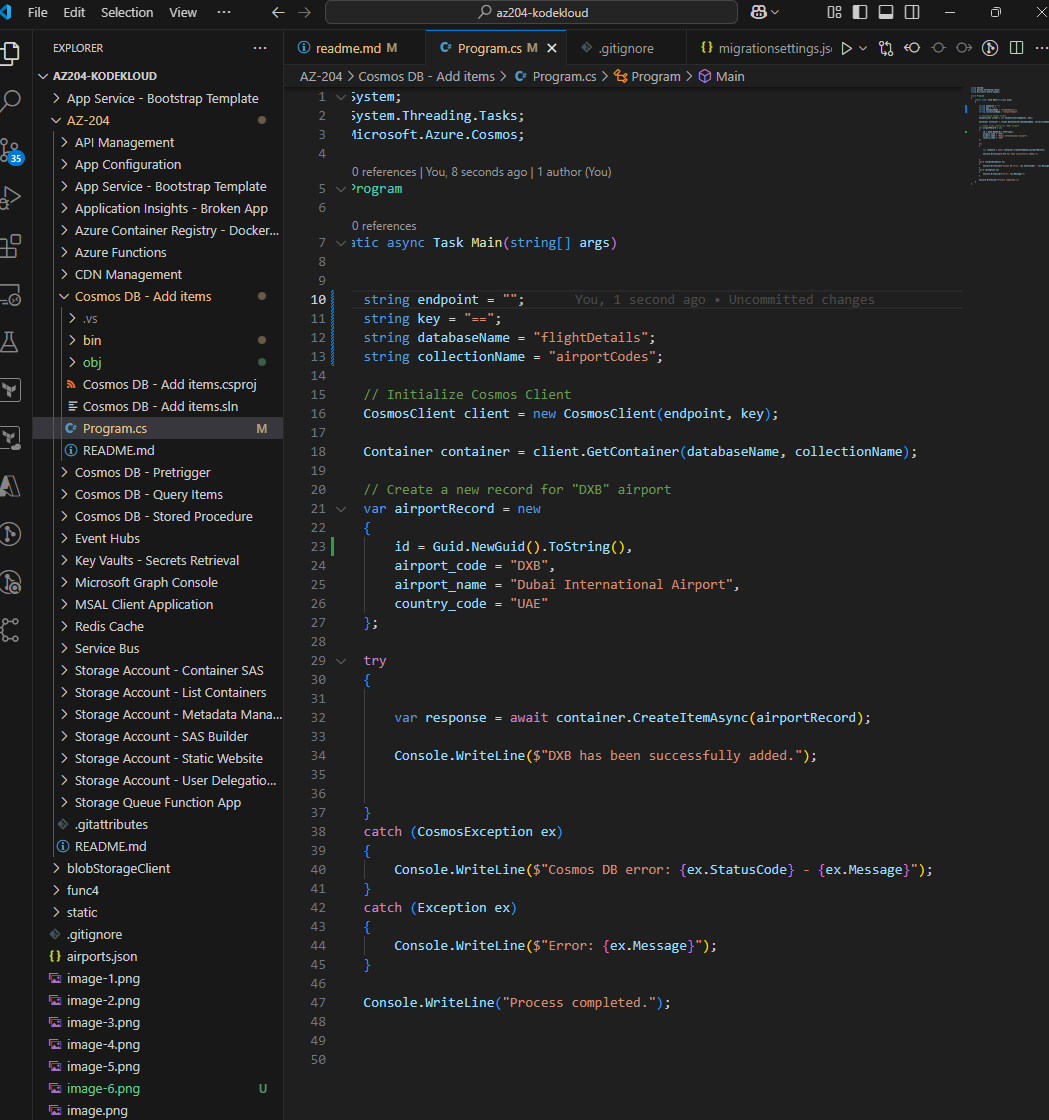 File Edit Selection View ··· az204-kodekloud
EXPLORER ···
AZ204-KODEKLOUD
App Service - Bootstrap Template
AZ-204
API Management
App Configuration
App Service - Bootstrap Template
Application Insights - Broken App
Azure Container Registry - Docker...
Azure Functions
CDN Management
Cosmos DB - Add items
.vs
bin
obj
Cosmos DB - Add items.csproj
Cosmos DB - Add items.sln
Program.cs M
README.md
Cosmos DB - Pretrigger
Cosmos DB - Query Items
Cosmos DB - Stored Procedure
Event Hubs
Key Vaults - Secrets Retrieval
Microsoft Graph Console
MSAL Client Application
Redis Cache
Service Bus
Storage Account - Container SAS
Storage Account - List Containers
Storage Account - Metadata Mana...
Storage Account - SAS Builder
Storage Account - Static Website
Storage Account - User Delegatio...
Storage Queue Function App
.gitattributes
README.md
blobStorageClient
func4
static
.gitignore
airports.json
image-1.png
image-2.png
image-3.png
image-4.png
image-5.png
image-6.png U
image.png
35
readme.md M Program.cs M .gitignore migrationsettings.js
AZ-204 > Cosmos DB - Add items > Program.cs > Program > Main
1 System;
2 System.Threading.Tasks;
3 Microsoft.Azure.Cosmos;
4
0 references | You, 8 seconds ago | 1 author (You)
5 Program
6
0 references
7 atic async Task Main(string[] args)
8
9
10 string endpoint = ""; You, 1 second ago • Uncommitted changes
11 string key = "==";
12 string databaseName = "flightDetails";
13 string collectionName = "airportCodes";
14
15 // Initialize Cosmos Client
16 CosmosClient client = new CosmosClient(endpoint, key);
17
18 Container container = client.GetContainer(databaseName, collectionName);
19
20 // Create a new record for "DXB" airport
21 var airportRecord = new
22 {
23 id = Guid.NewGuid().ToString(),
24 airport_code = "DXB",
25 airport_name = "Dubai International Airport",
26 country_code = "UAE"
27 };
28
29 try
30 {
31
32 var response = await container.CreateItemAsync(airportRecord);
33
34 Console.WriteLine($"DXB has been successfully added.");
35
36
37 }
38 catch (CosmosException ex)
39 {
40 Console.WriteLine($"Cosmos DB error: {ex.StatusCode} - {ex.Message}");
41 }
42 catch (Exception ex)
43 {
44 Console.WriteLine($"Error: {ex.Message}");
45 }
46
47 Console.WriteLine("Process completed.");
48
49
50